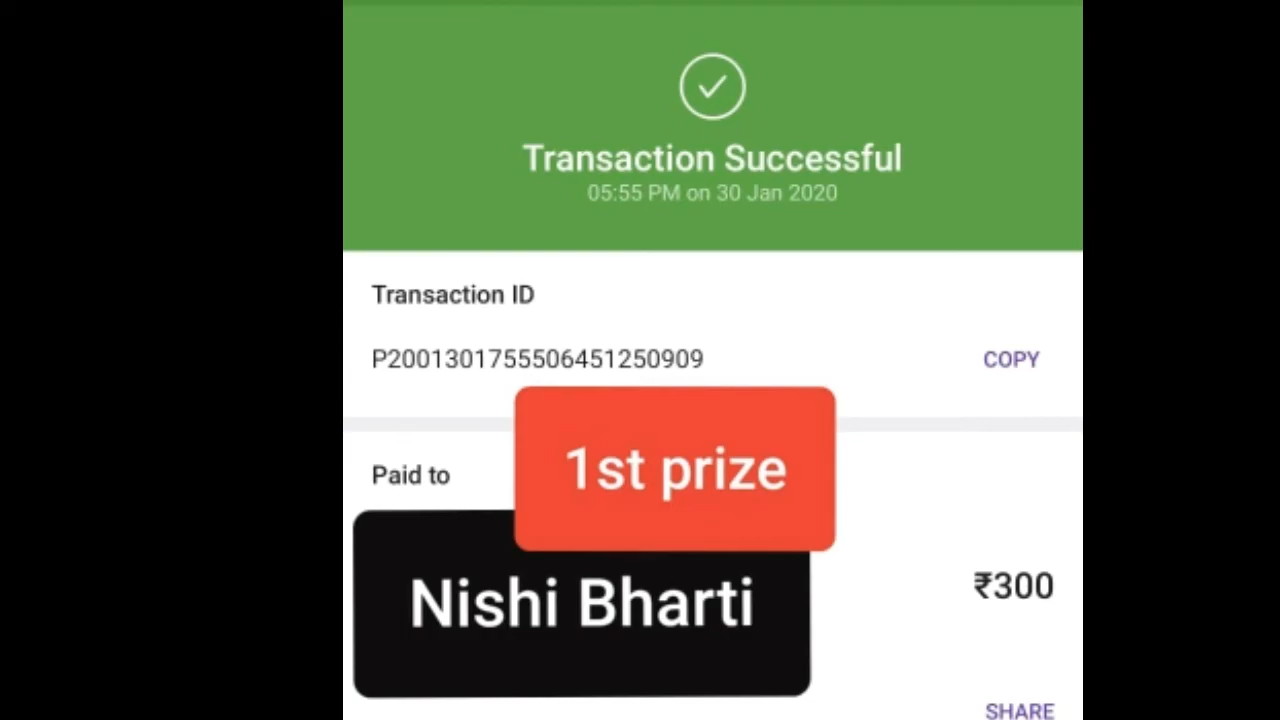 Transaction Successful
05:55 PM on 30 Jan 2020
Transaction ID
P2001301755506451250909
COPY
1st prize
Paid to
Nishi Bharti
₹300
SHARE